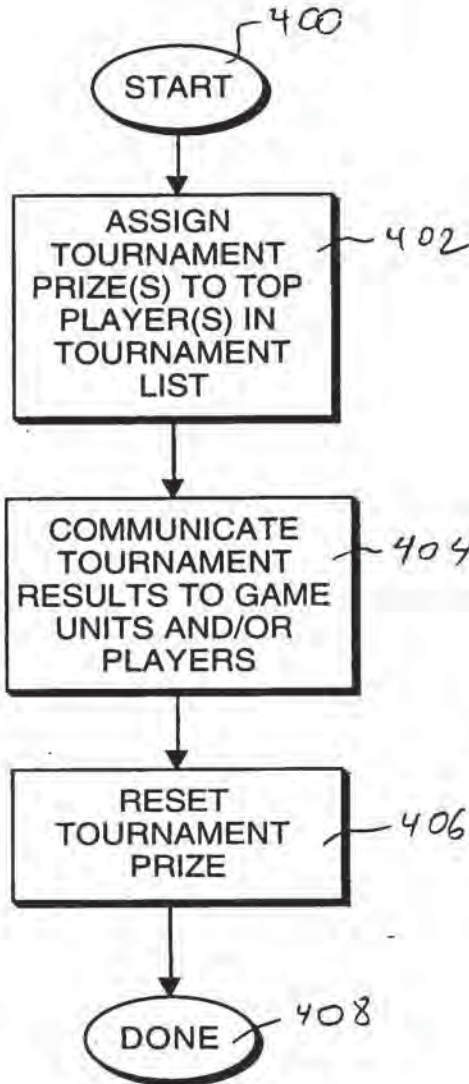 400
START
ASSIGN
TOURNAMENT
PRIZE(S) TO TOP
PLAYER(S) IN
TOURNAMENT
LIST
402
COMMUNICATE
TOURNAMENT
RESULTS TO GAME
UNITS AND/OR
PLAYERS
404
RESET
TOURNAMENT
PRIZE
406
DONE
408